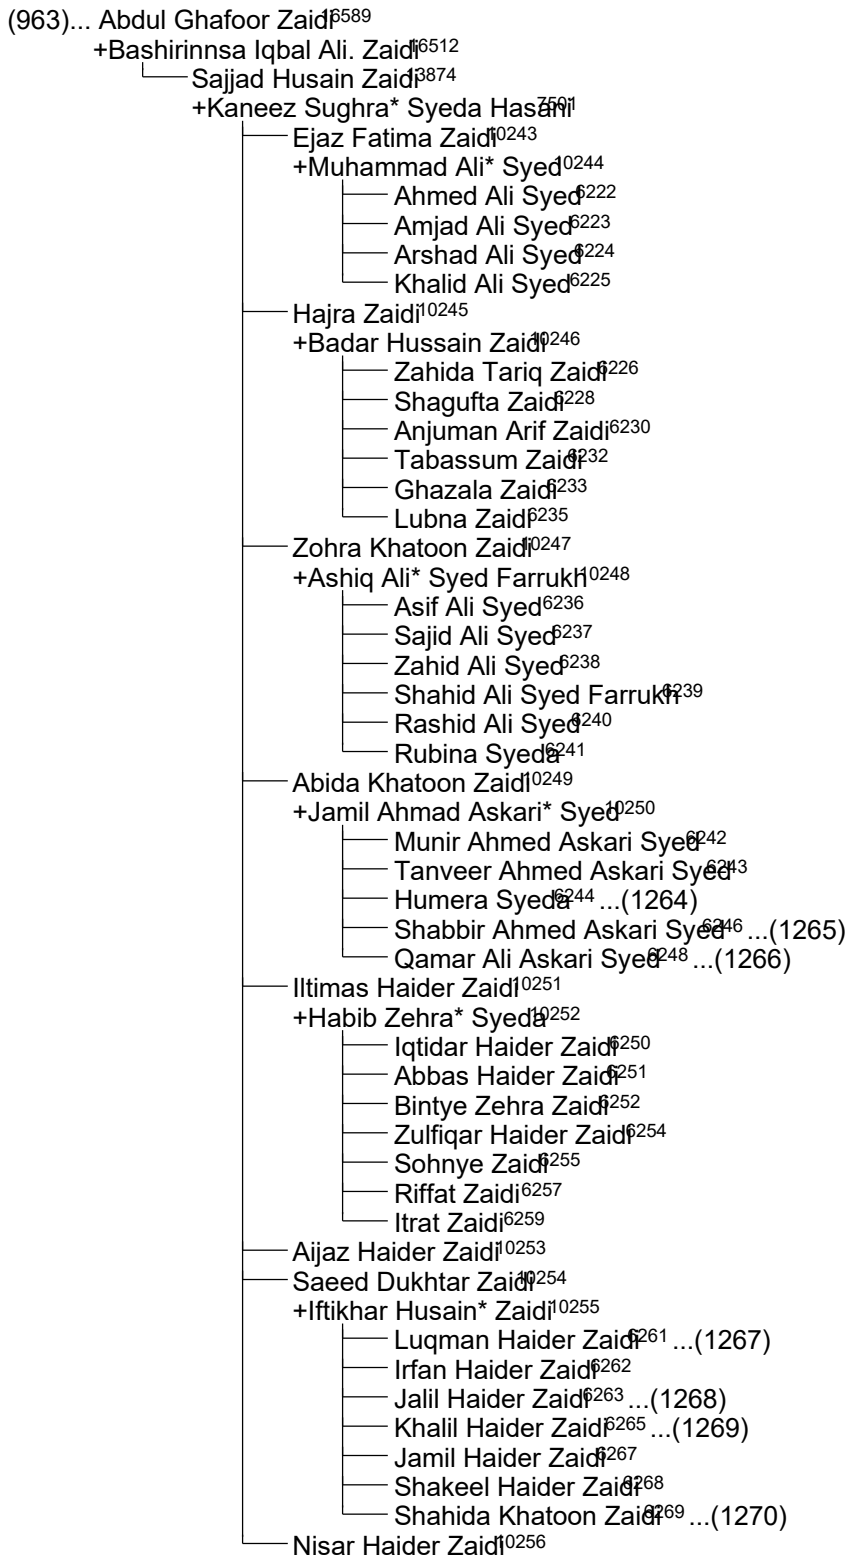 (963)... Abdul Ghafoor Zaidi16589
+Bashirinnsa Iqbal Ali. Zaidi16512
Sajjad Husain Zaidi13874
+Kaneez Sughra* Syeda Hasani7501
Ejaz Fatima Zaidi10243
+Muhammad Ali* Syed10244
Ahmed Ali Syed6222
Amjad Ali Syed6223
Arshad Ali Syed6224
Khalid Ali Syed6225
Hajra Zaidi10245
+Badar Hussain Zaidi10246
Zahida Tariq Zaidi6226
Shagufta Zaidi6228
Anjuman Arif Zaidi6230
Tabassum Zaidi6232
Ghazala Zaidi6233
Lubna Zaidi6235
Zohra Khatoon Zaidi10247
+Ashiq Ali* Syed Farrukh10248
Asif Ali Syed6236
Sajid Ali Syed6237
Zahid Ali Syed6238
Shahid Ali Syed Farrukh6239
Rashid Ali Syed6240
Rubina Syeda6241
Abida Khatoon Zaidi10249
+Jamil Ahmad Askari* Syed10250
Munir Ahmed Askari Syed6242
Tanveer Ahmed Askari Syed6243
Humera Syeda6244 ...(1264)
Shabbir Ahmed Askari Syed6246 ...(1265)
Qamar Ali Askari Syed6248 ...(1266)
Iltimas Haider Zaidi10251
+Habib Zehra* Syeda10252
Iqtidar Haider Zaidi6250
Abbas Haider Zaidi6251
Bintye Zehra Zaidi6252
Zulfiqar Haider Zaidi6254
Sohnye Zaidi6255
Riffat Zaidi6257
Itrat Zaidi6259
Aijaz Haider Zaidi10253
Saeed Dukhtar Zaidi10254
+Iftikhar Husain* Zaidi10255
Luqman Haider Zaidi6261 ...(1267)
Irfan Haider Zaidi6262
Jalil Haider Zaidi6263 ...(1268)
Khalil Haider Zaidi6265 ...(1269)
Jamil Haider Zaidi6267
Shakeel Haider Zaidi6268
Shahida Khatoon Zaidi6269 ...(1270)
Nisar Haider Zaidi10256